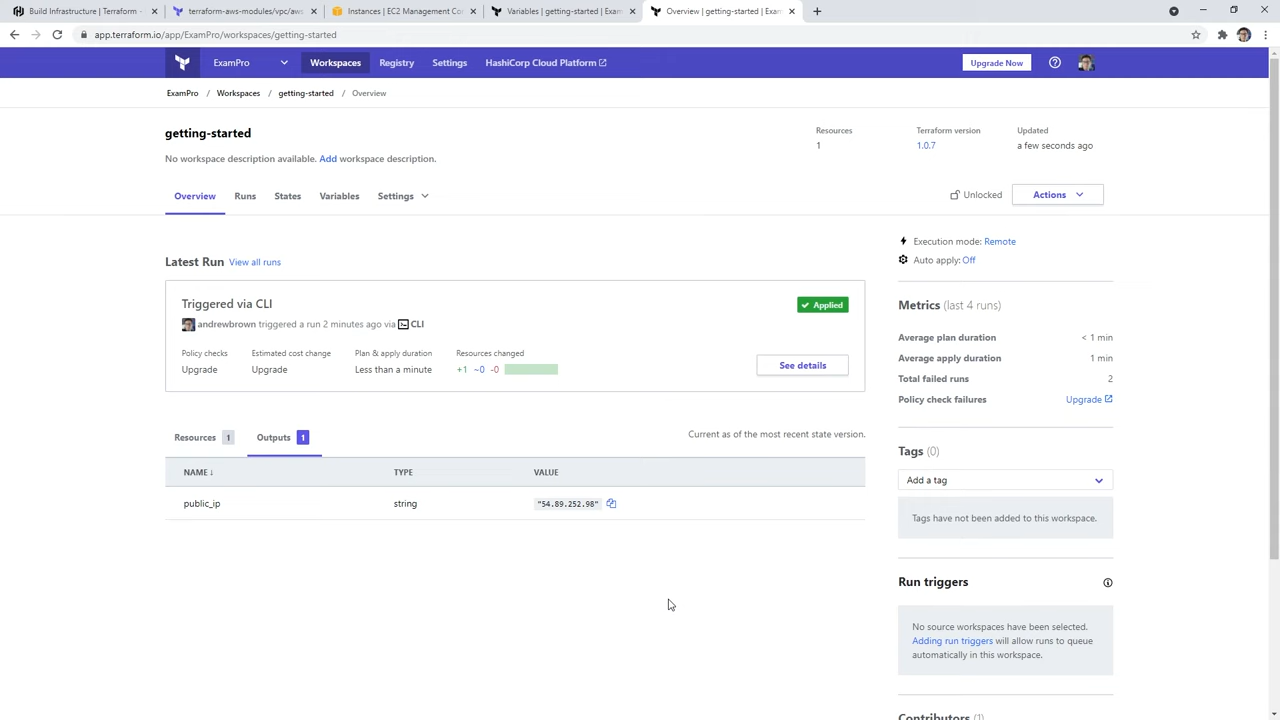 Build Infrastructure | Terraform -
terraform-aws-modules/vpc/aws
Instances | EC2 Management Con
Variables | getting-started | Exam
Overview | getting-started | Exam
app.terraform.io/app/ExamPro/workspaces/getting-started
ExamPro
Workspaces
Registry
Settings
HashiCorp Cloud Platform
Upgrade Now
ExamPro / Workspaces / getting-started / Overview
getting-started
Resources
1
Terraform version
1.0.7
Updated
a few seconds ago
No workspace description available. Add workspace description.
Overview
Runs
States
Variables
Settings
Unlocked
Actions
Latest Run View all runs
Triggered via CLI
Applied
andrewbrown triggered a run 2 minutes ago via CLI
Policy checks
Upgrade
Estimated cost change
Upgrade
Plan & apply duration
Less than a minute
Resources changed
+1 ~0 -0
See details
Resources 1
Outputs 1
Current as of the most recent state version.
NAME ↓ TYPE VALUE
public_ip string "54.89.252.98"
Execution mode: Remote
Auto apply: Off
Metrics (last 4 runs)
Average plan duration < 1 min
Average apply duration 1 min
Total failed runs 2
Policy check failures Upgrade
Tags (0)
Add a tag
Tags have not been added to this workspace.
Run triggers
No source workspaces have been selected.
Adding run triggers will allow runs to queue
automatically in this workspace.
Contributors (1)